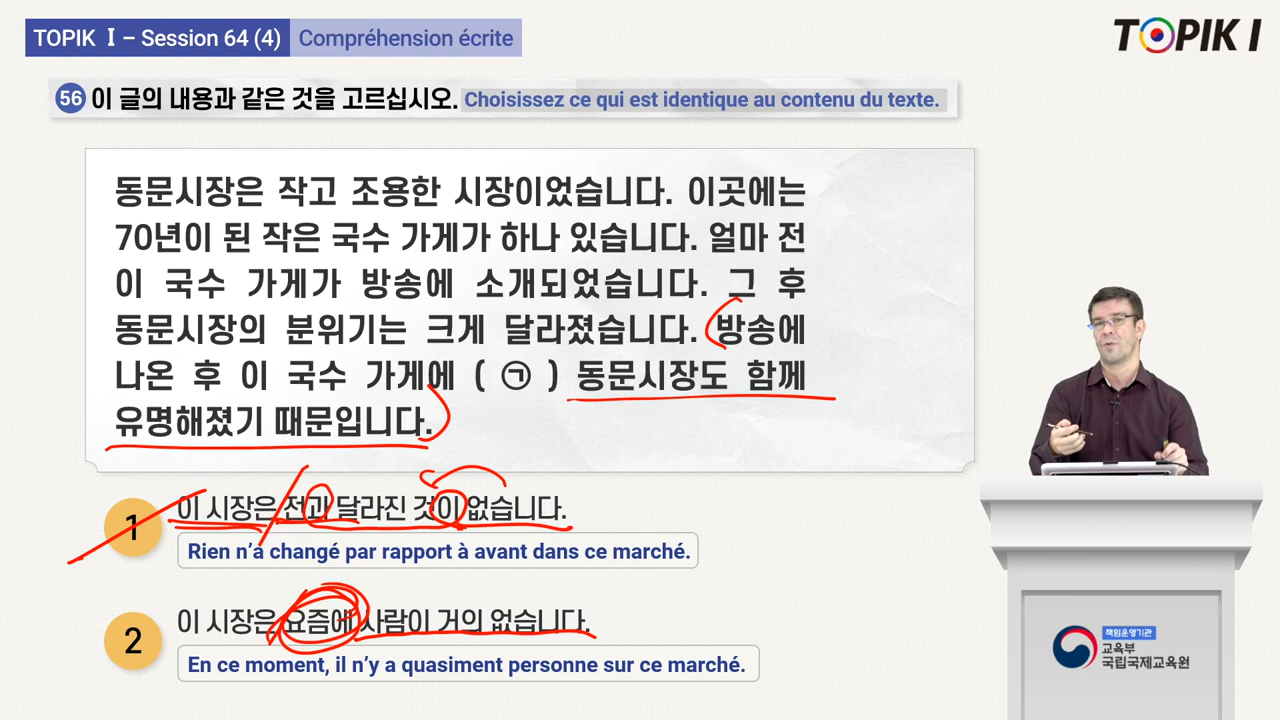 TOPIK Ⅰ – Session 64 (4) Compréhension écrite
TOPIK I
56 이 글의 내용과 같은 것을 고르십시오. Choisissez ce qui est identique au contenu du texte.
동문시장은 작고 조용한 시장이었습니다. 이곳에는
70년이 된 작은 국수 가게가 하나 있습니다. 얼마 전
이 국수 가게가 방송에 소개되었습니다. 그 후
동문시장의 분위기는 크게 달라졌습니다. 방송에
나온 후 이 국수 가게에 ( ㉠ ) 동문시장도 함께
유명해졌기 때문입니다.
1 이 시장은 전과 달라진 것이 없습니다.
Rien n’a changé par rapport à avant dans ce marché.
2 이 시장은 요즘에 사람이 거의 없습니다.
En ce moment, il n’y a quasiment personne sur ce marché.
책임운영기관
교육부
국립국제교육원